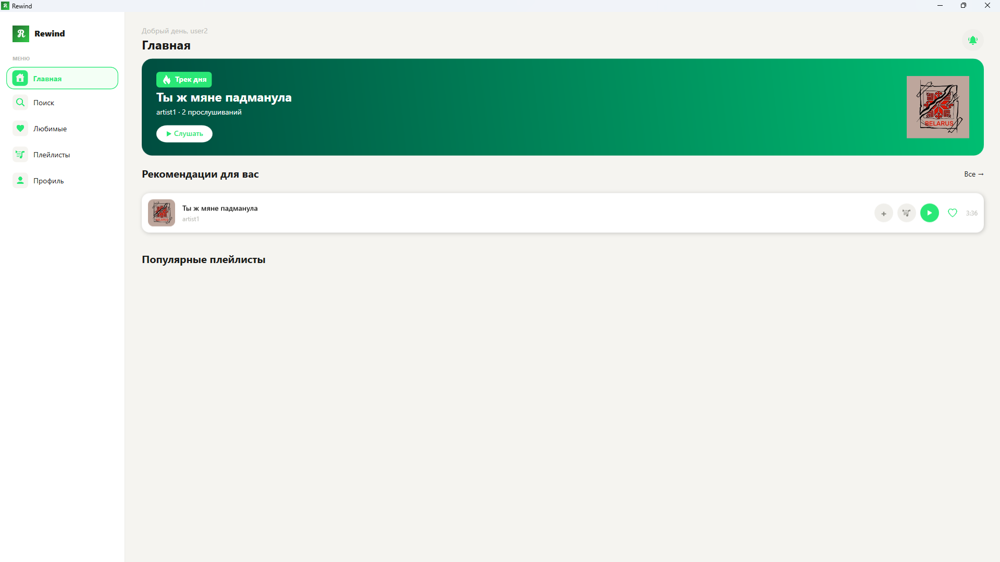 Rewind
Rewind
МЕНЮ
Главная
Поиск
Любимые
Плейлисты
Профиль
Добрый день, user2
Главная
Трек дня
Ты ж мяне падманула
artist1 · 2 прослушиваний
Слушать
BELARUS
Рекомендации для вас
Все →
BELARUS
Ты ж мяне падманула
artist1
3:36
Популярные плейлисты